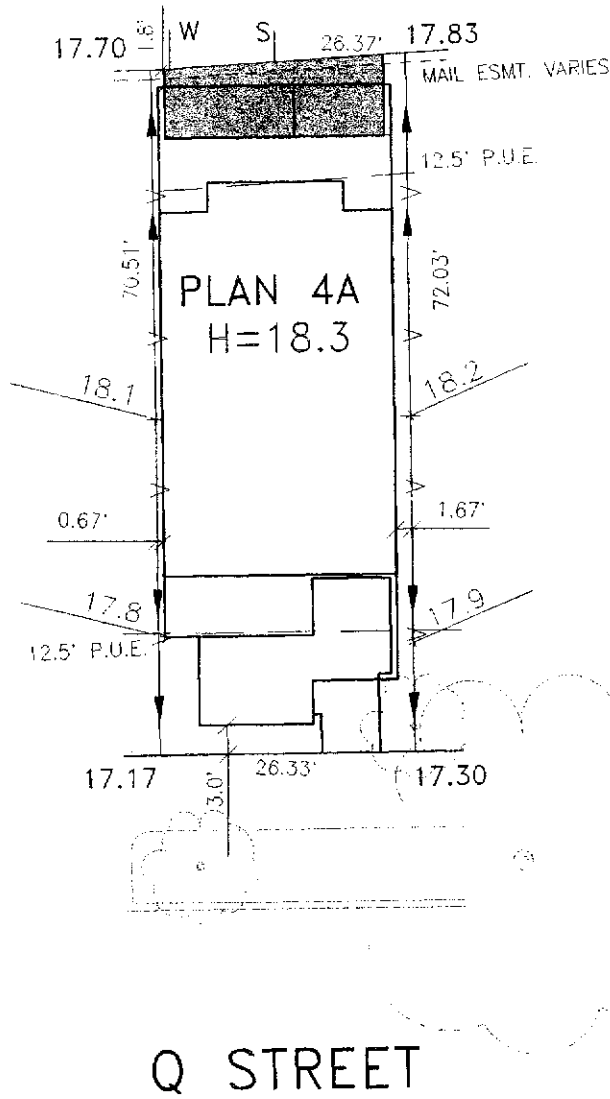 1.8'
W S 26.37' 17.83
17.70
MAIL ESMT. VARIES
12.5' P.U.E.
70.51'
72.03'
PLAN 4A
H=18.3
18.1
18.2
0.67'
1.67'
17.8
17.9
12.5' P.U.E.
17.17 26.33' 17.30
3.0'
Q STREET